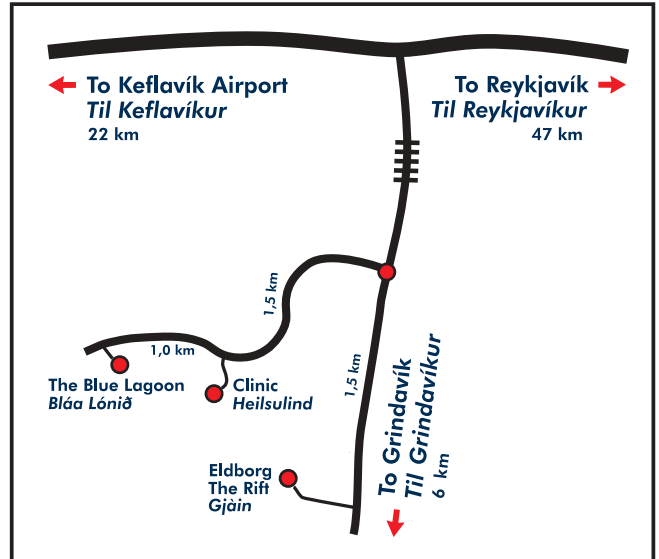 To Keflavík Airport
Til Keflavíkur
22 km
To Reykjavík
Til Reykjavíkur
47 km
1,5 km
1,0 km
The Blue Lagoon
Bláa Lónið
Clinic
Heilsulind
1,5 km
To Grindavík
Til Grindavíkur
6 km
Eldborg
The Rift
Gjàin